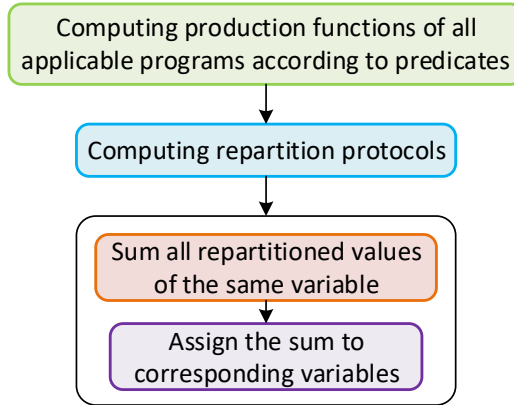 Computing production functions of all
applicable programs according to predicates
Computing repartition protocols
Sum all repartitioned values
of the same variable
Assign the sum to
corresponding variables